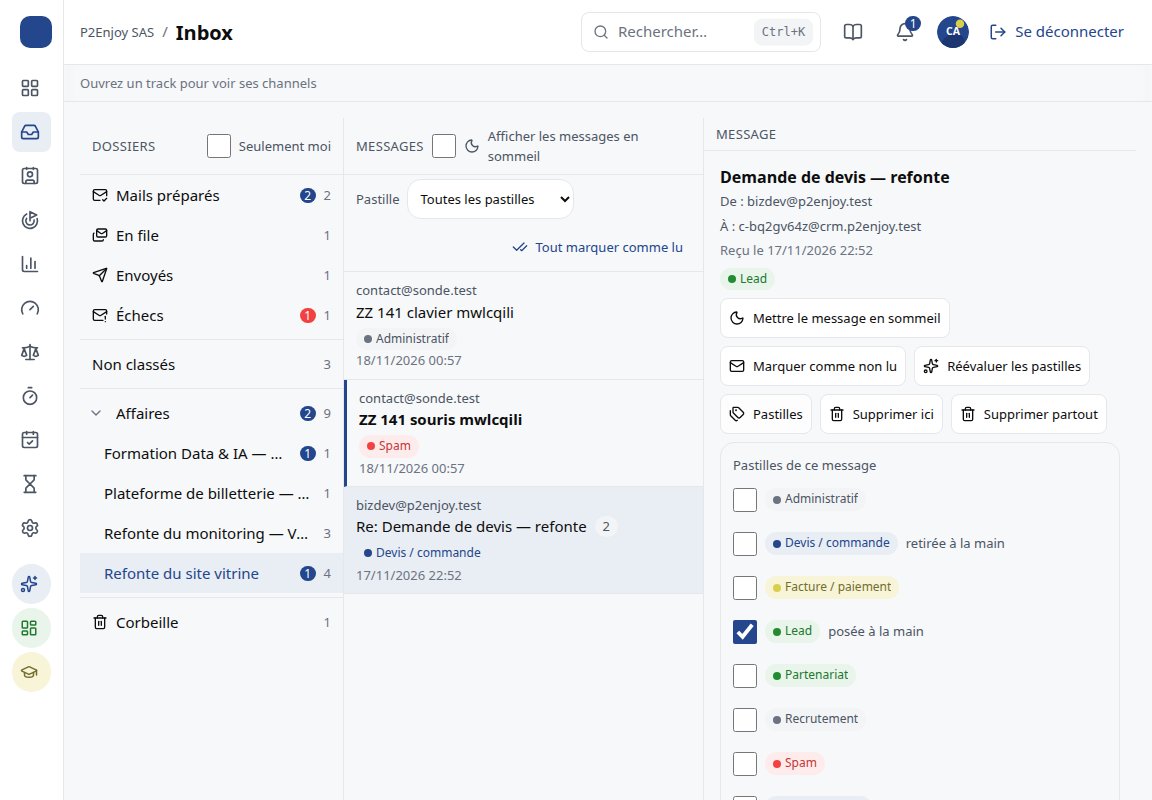 P2Enjoy SAS / Inbox
Rechercher... Ctrl+K
1
CA
Se déconnecter
Ouvrez un track pour voir ses channels
DOSSIERS Seulement moi
Mails préparés 2 2
En file 1
Envoyés 1
Échecs 1 1
Non classés 3
Affaires 2 9
Formation Data & IA — ... 1 1
Plateforme de billetterie — ... 1
Refonte du monitoring — V... 3
Refonte du site vitrine 1 4
Corbeille 1
MESSAGES Afficher les messages en
sommeil
Pastille Toutes les pastilles
Tout marquer comme lu
contact@sonde.test
ZZ 141 clavier mwlcqili
Administratif
18/11/2026 00:57
contact@sonde.test
ZZ 141 souris mwlcqili
Spam
18/11/2026 00:57
bizdev@p2enjoy.test
Re: Demande de devis — refonte 2
Devis / commande
17/11/2026 22:52
MESSAGE
Demande de devis — refonte
De : bizdev@p2enjoy.test
À : c-bq2gv64z@crm.p2enjoy.test
Reçu le 17/11/2026 22:52
Lead
Mettre le message en sommeil
Marquer comme non lu Réévaluer les pastilles
Pastilles Supprimer ici Supprimer partout
Pastilles de ce message
Administratif
Devis / commande retirée à la main
Facture / paiement
Lead posée à la main
Partenariat
Recrutement
Spam